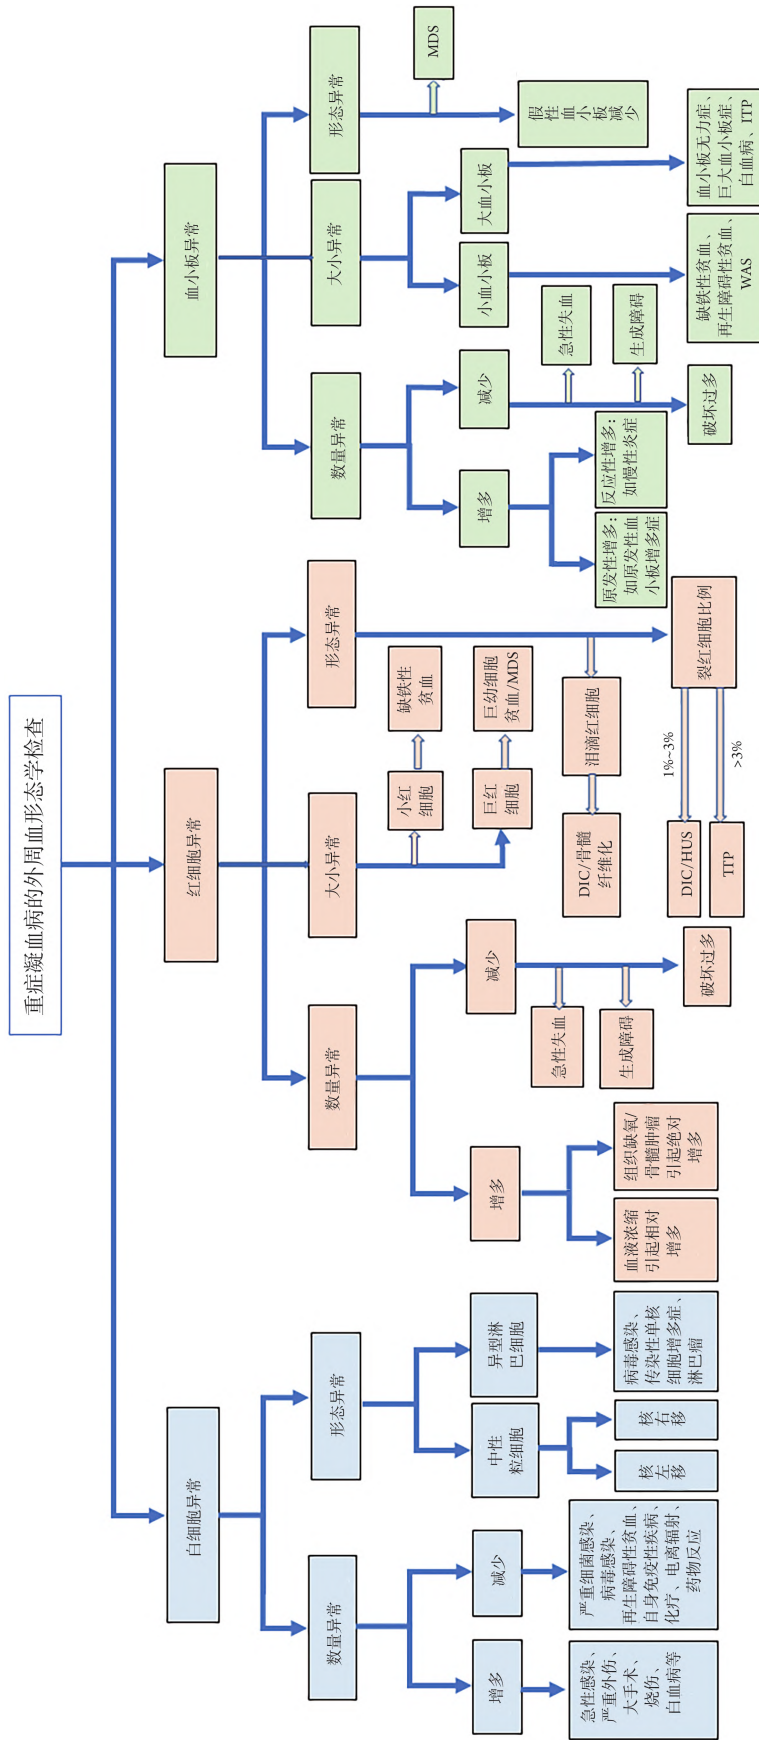 重症凝血病的外周血形态学检查
白细胞异常
红细胞异常
血小板异常
数量异常
形态异常
数量异常
大小异常
形态异常
数量异常
大小异常
形态异常
增多
减少
中性
粒细胞
异型淋
巴细胞
急性感染、
严重外伤、
大手术、
烧伤、
白血病等
严重细菌感染、
病毒感染、
再生障碍性贫血、
自身免疫性疾病、
化疗、电离辐射、
药物反应
核左移
核右移
病毒感染、
传染性单核
细胞增多症、
淋巴瘤
增多
减少
血液浓缩
引起相对
增多
组织缺氧/
骨髓肿瘤
引起绝对
增多
急性失血
生成障碍
破坏过多
小红
细胞
缺铁性
贫血
巨红
细胞
巨幼细胞
贫血/MDS
泪滴红细胞
DIC/骨髓
纤维化
裂红细胞比例
1%~3%
DIC/HUS
>3%
TTP
增多
减少
原发性增多:
如原发性血
小板增多症
反应性增多:
如慢性炎症
急性失血
生成障碍
破坏过多
小血小板
大血小板
缺铁性贫血、
再生障碍性贫血、
WAS
血小板无力症、
巨大血小板症、
白血病、ITP
MDS
假性
血小板
减少